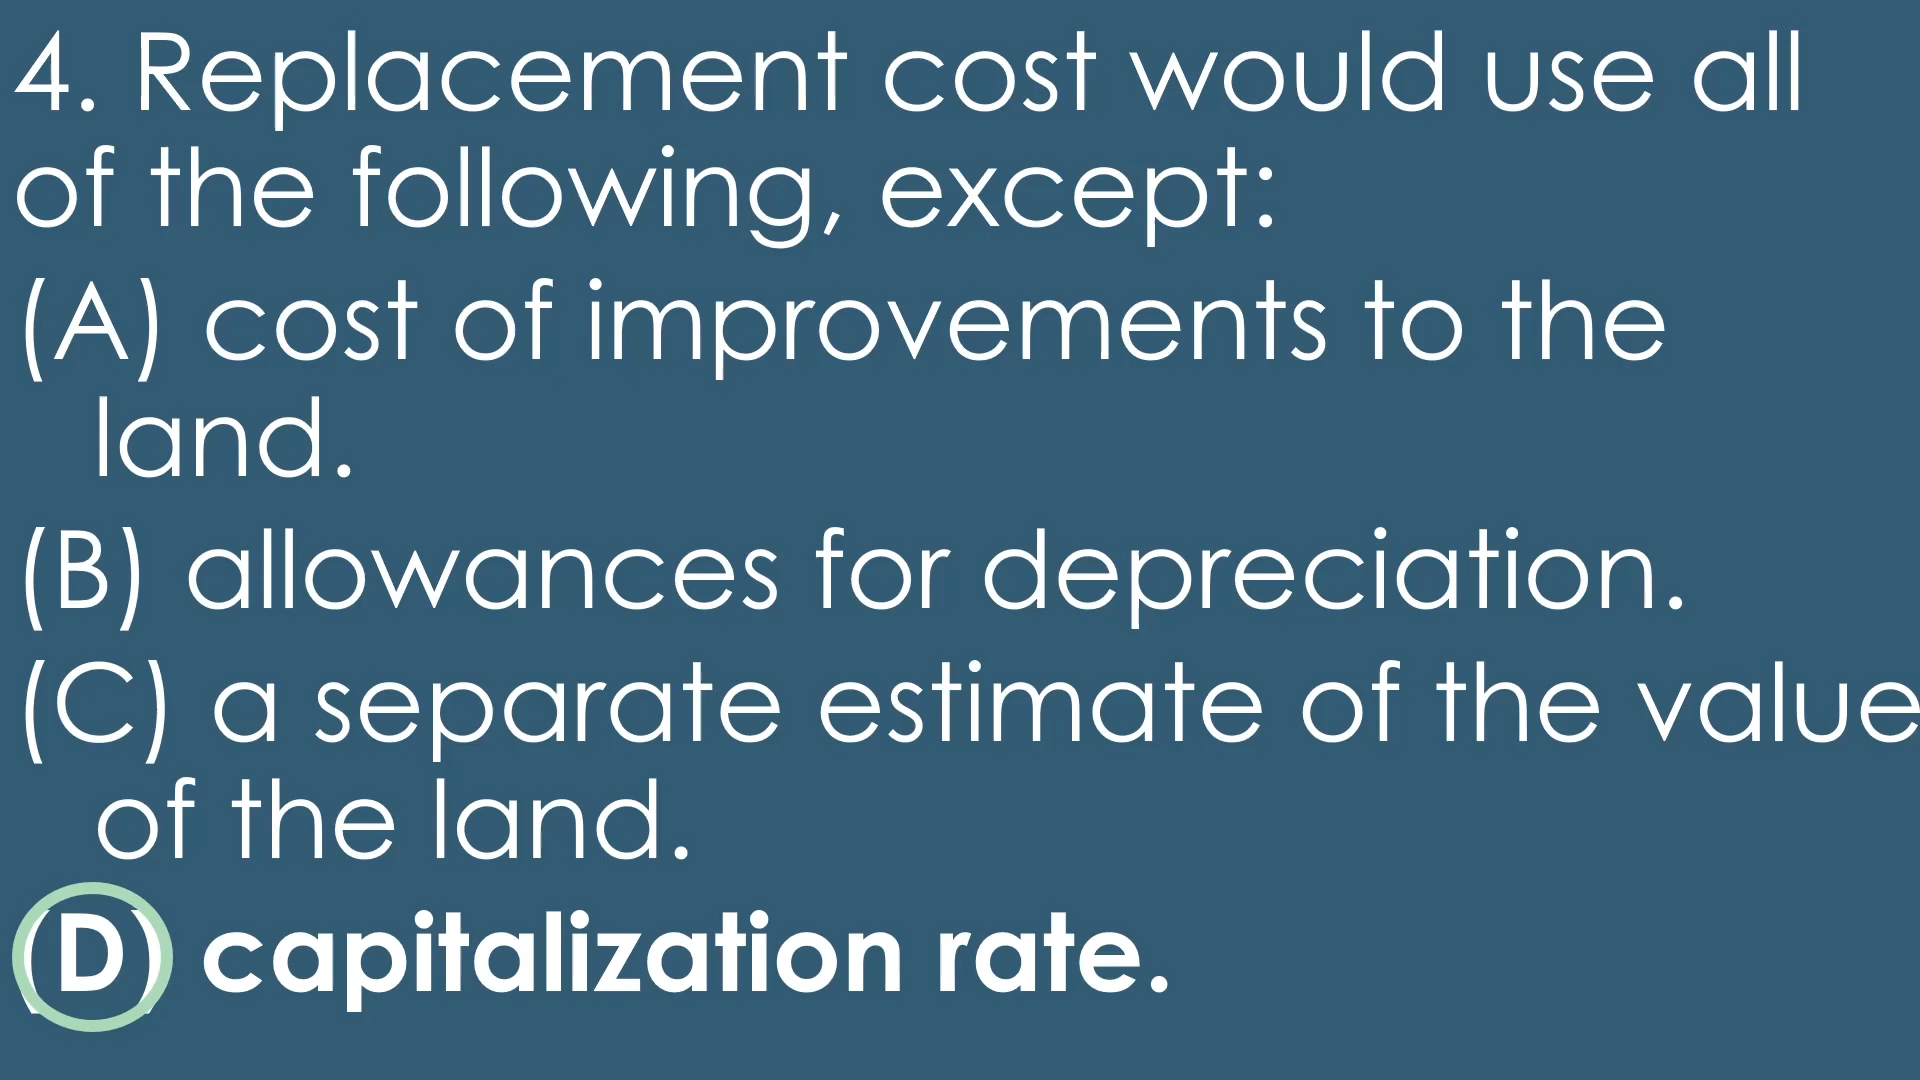 4. Replacement cost would use all
of the following, except:
(A) cost of improvements to the
land.
(B) allowances for depreciation.
(C) a separate estimate of the value
of the land.
(D) capitalization rate.